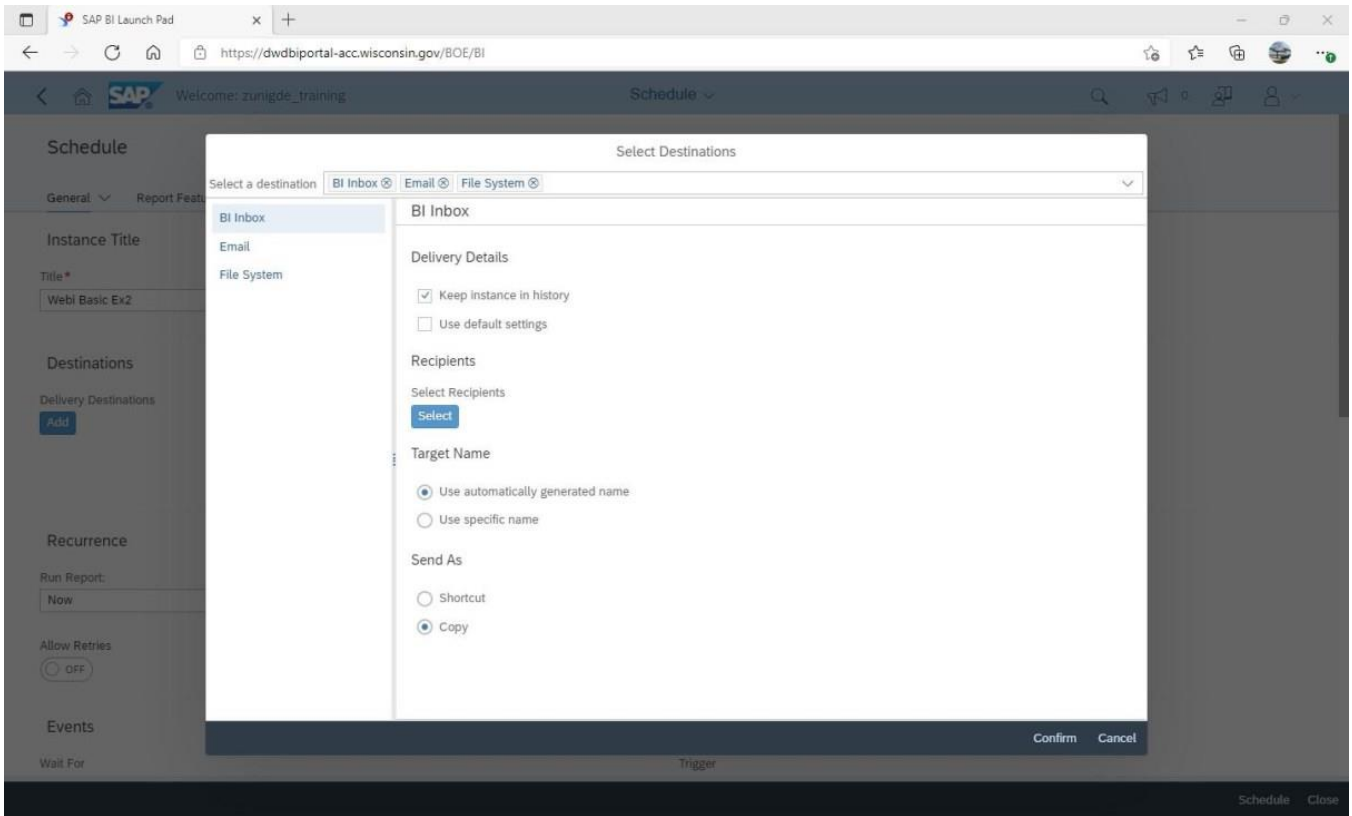 SAP BI Launch Pad
https://dwdbiportal-acc.wisconsin.gov/BOE/BI
SAP Welcome: zunigde_training Schedule 0
Schedule
Select Destinations
Select a destination BI Inbox Email File System
General Report Featu
BI Inbox
Email
File System
BI Inbox
Instance Title
Title*
Webi Basic Ex2
Destinations
Delivery Destinations
Add
Delivery Details
Keep instance in history
Use default settings
Recipients
Select Recipients
Select
Target Name
Use automatically generated name
Use specific name
Send As
Shortcut
Copy
Recurrence
Run Report:
Now
Allow Retries
OFF
Events
Confirm Cancel
Wait For Trigger
Schedule Close